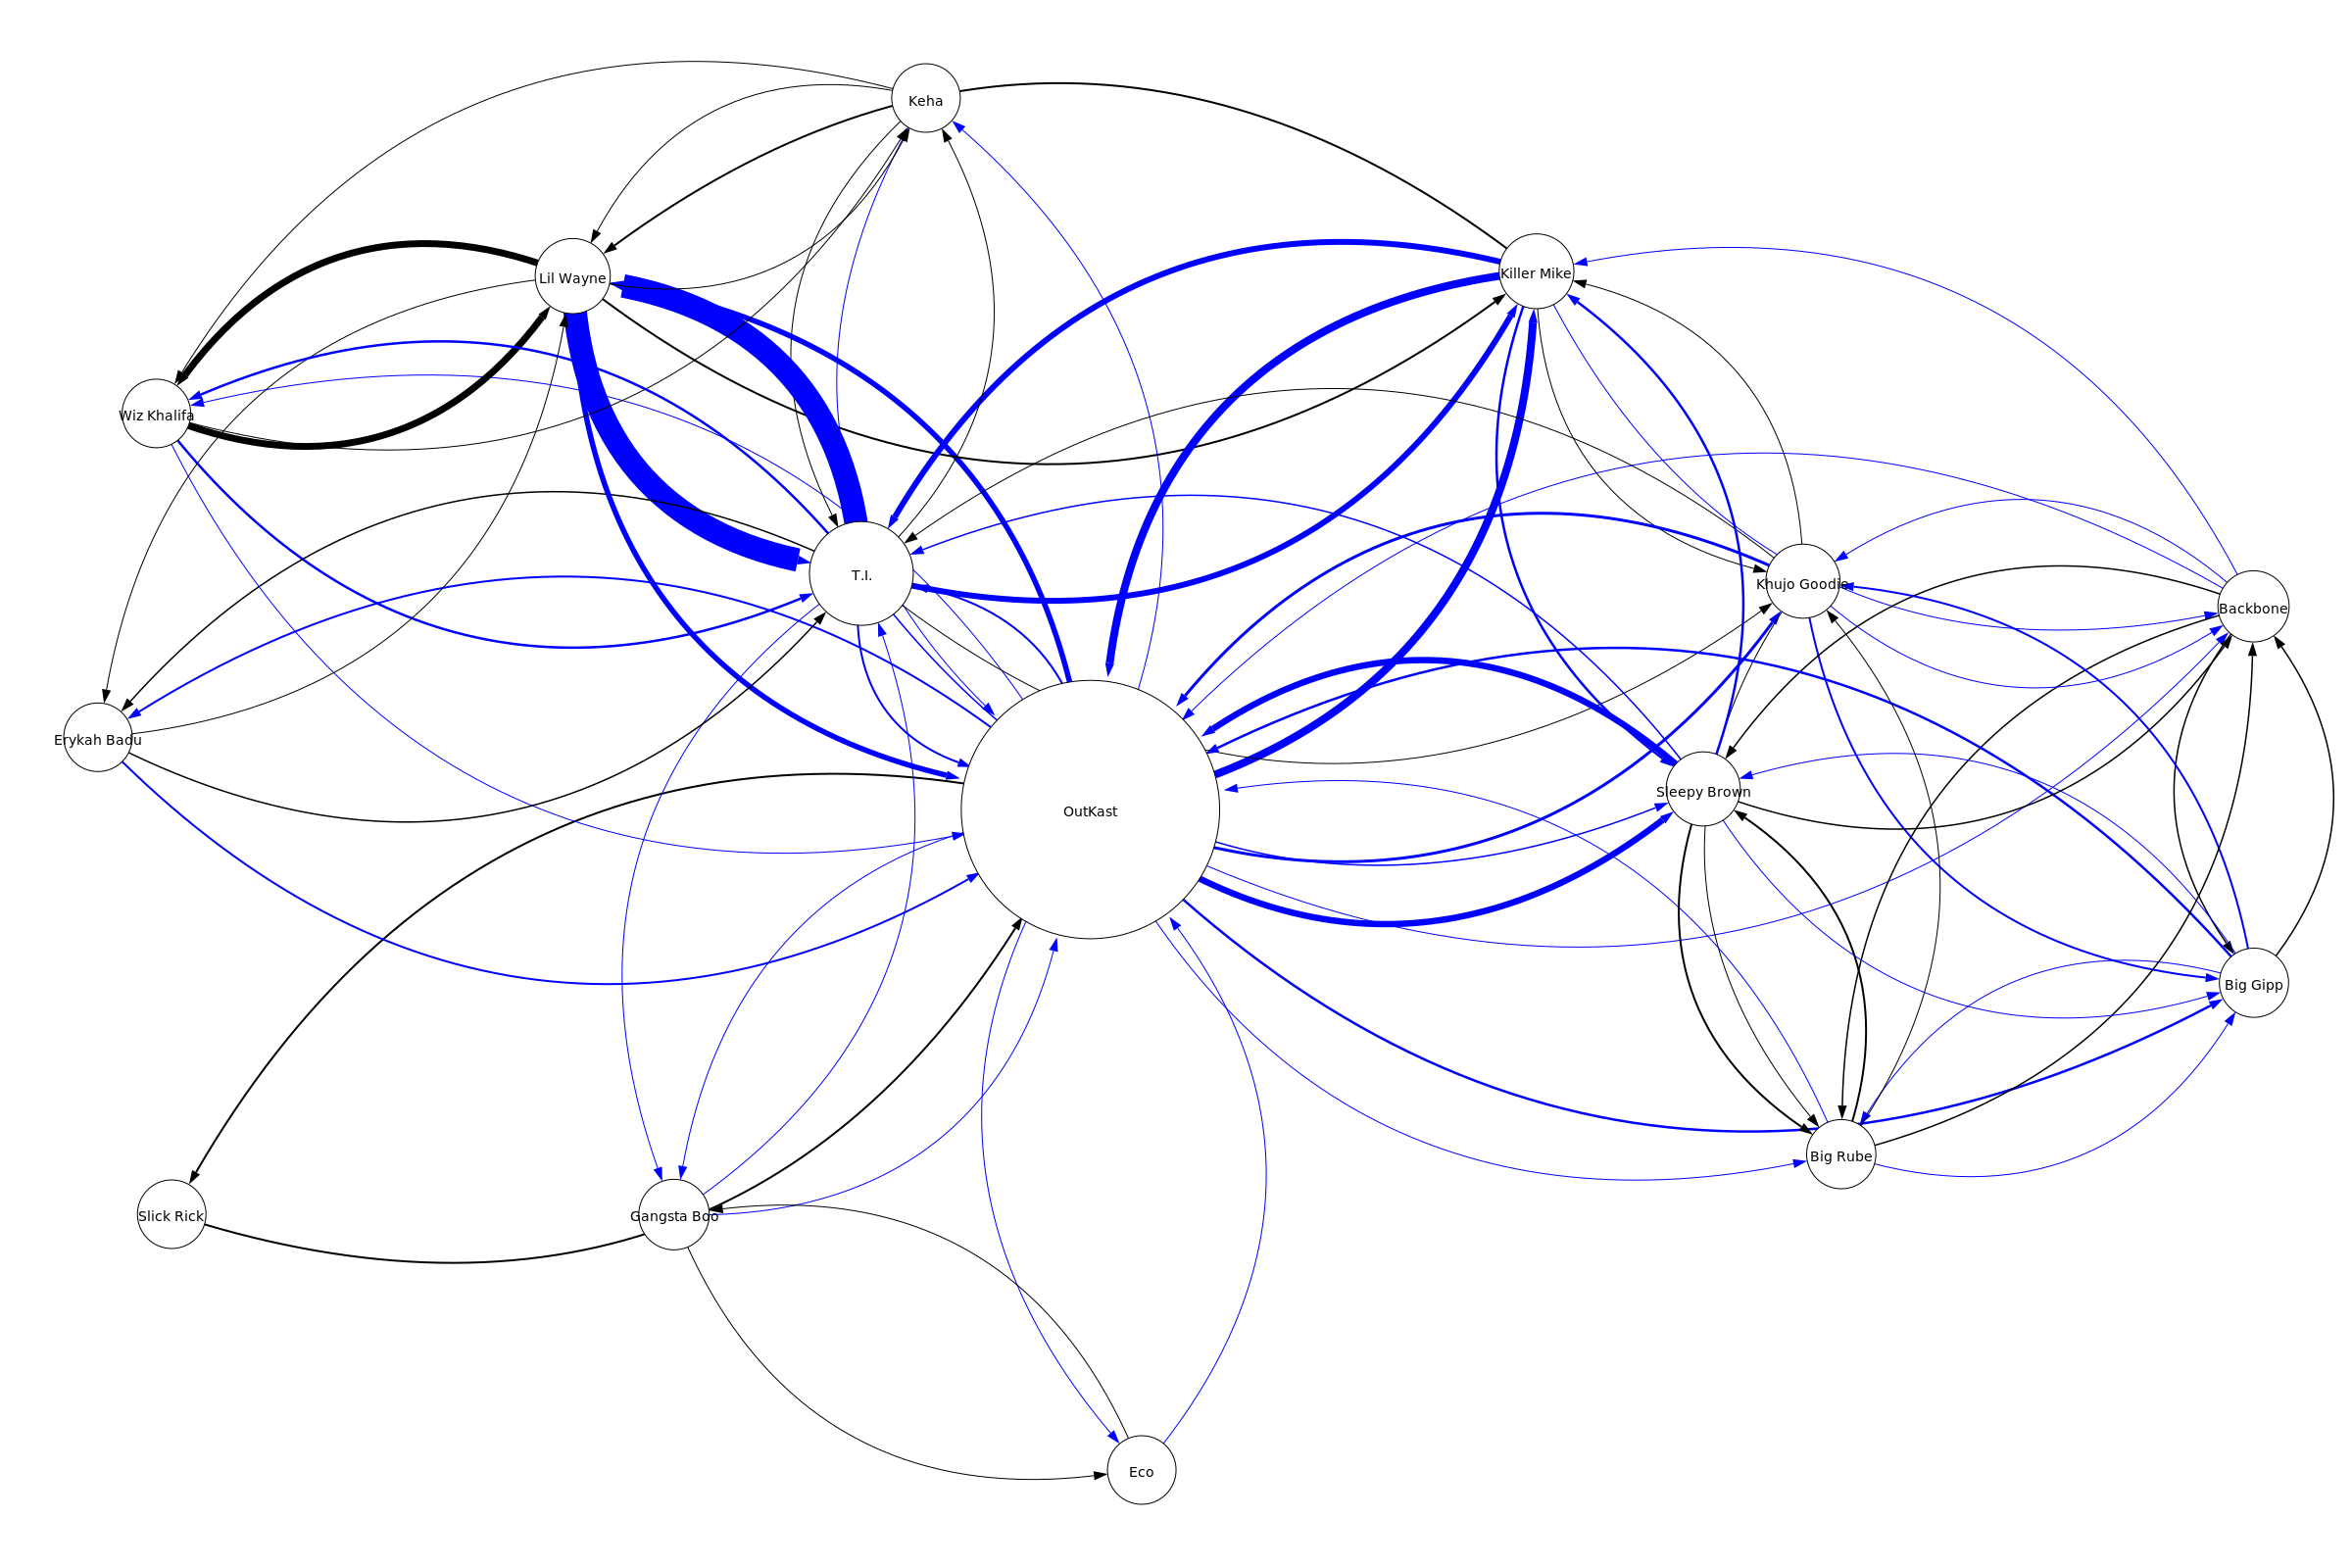 Keha
Killer Mike
Lil Wayne
Wiz Khalifa
T.I.
Khujo Goodie
Backbone
Erykah Badu
Sleepy Brown
OutKast
Big Gipp
Big Rube
Slick Rick
Gangsta Boo
Eco